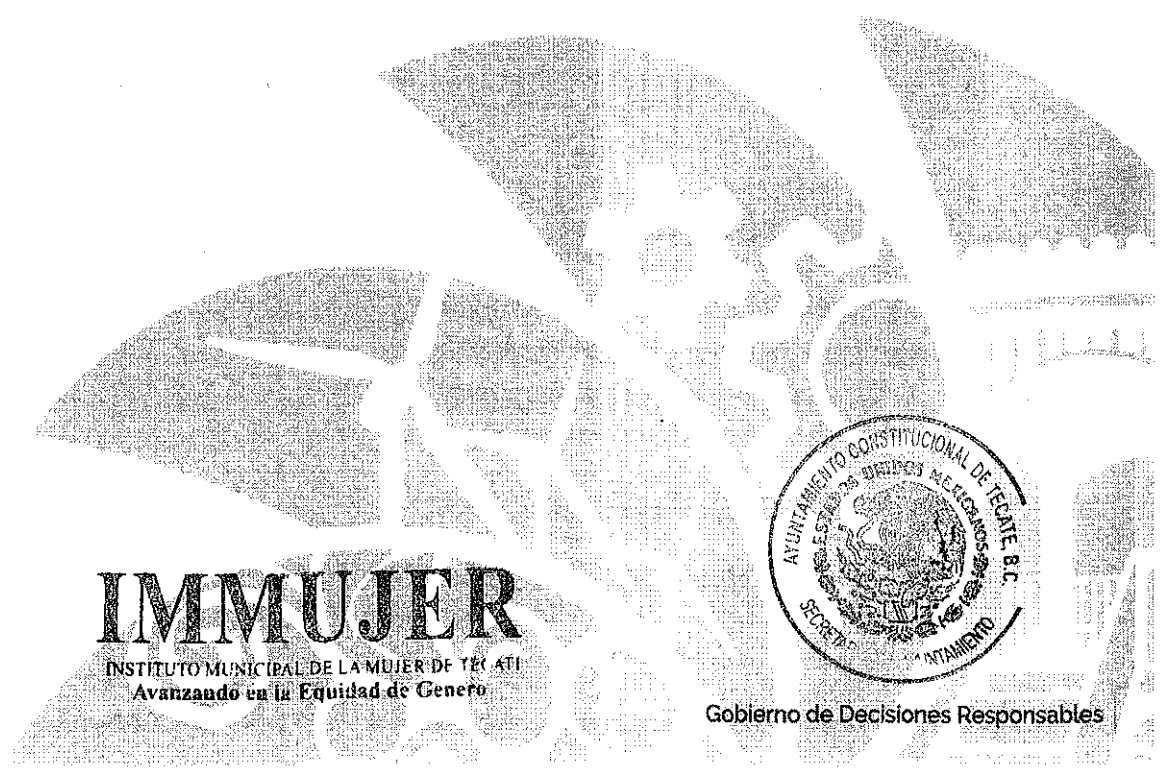 IMMUJER
INSTITUTO MUNICIPAL DE LA MUJER DE
Avanzando en la Equidad de Genero
AYUNTAMIENTO CONSTITUCIONAL DE TECATE, B.C.
ESTADOS UNIDOS MEXICANOS
Gobierno de Decisiones Responsables